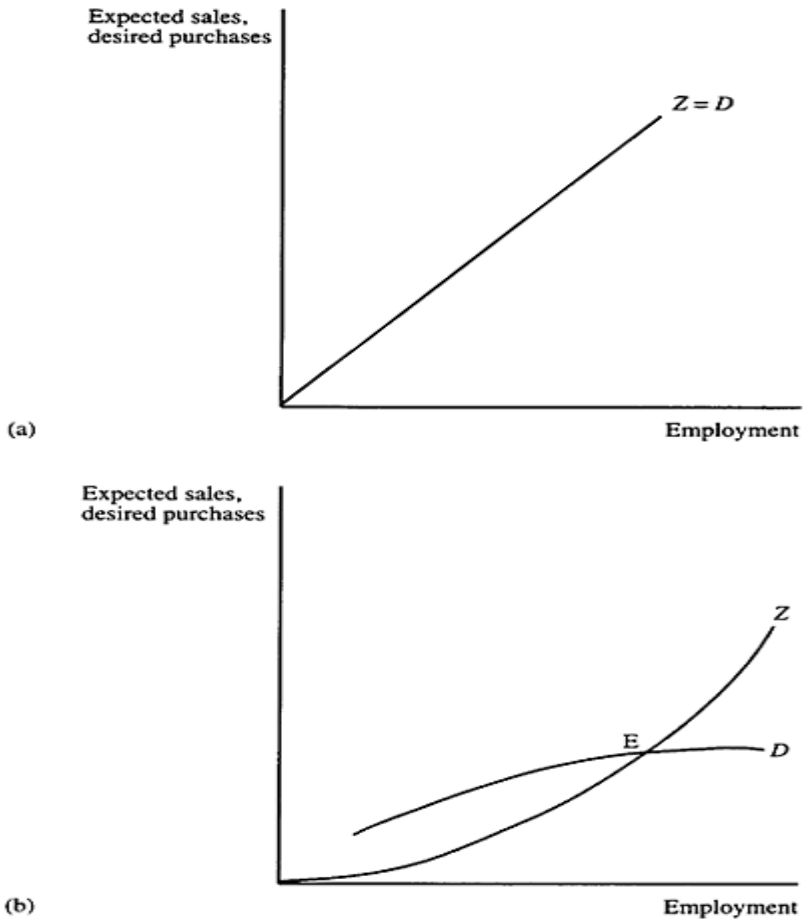 Expected sales,
desired purchases
Z = D
(a)
Employment
Expected sales,
desired purchases
Z
E
D
(b)
Employment